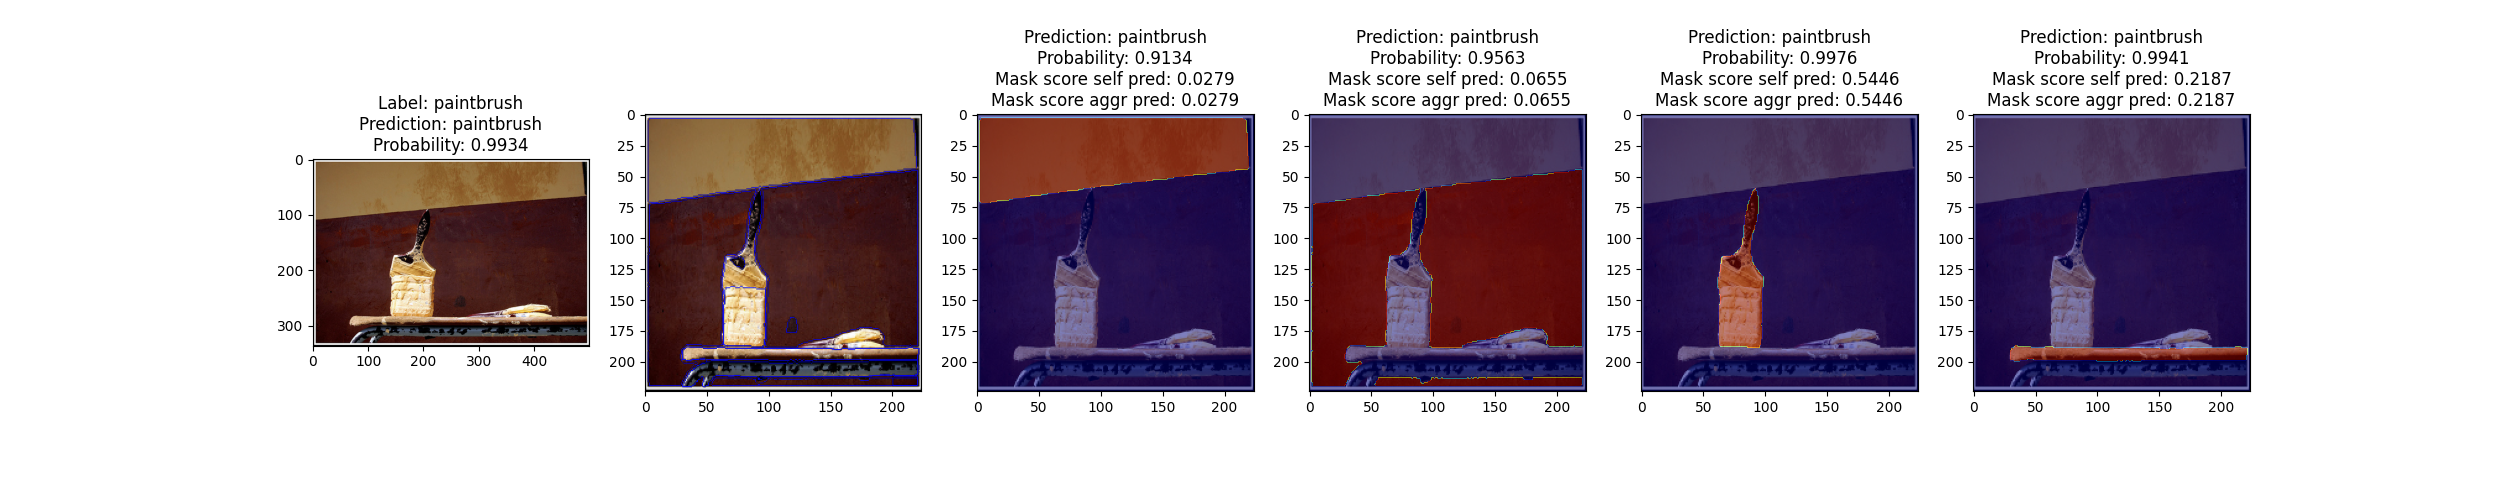 Label: paintbrush
Prediction: paintbrush
Probability: 0.9934
0
100
200
300
0 100 200 300 400
0
25
50
75
100
125
150
175
200
0 50 100 150 200
Prediction: paintbrush
Probability: 0.9134
Mask score self pred: 0.0279
Mask score aggr pred: 0.0279
0
25
50
75
100
125
150
175
200
0 50 100 150 200
Prediction: paintbrush
Probability: 0.9563
Mask score self pred: 0.0655
Mask score aggr pred: 0.0655
0
25
50
75
100
125
150
175
200
0 50 100 150 200
Prediction: paintbrush
Probability: 0.9976
Mask score self pred: 0.5446
Mask score aggr pred: 0.5446
0
25
50
75
100
125
150
175
200
0 50 100 150 200
Prediction: paintbrush
Probability: 0.9941
Mask score self pred: 0.2187
Mask score aggr pred: 0.2187
0
25
50
75
100
125
150
175
200
0 50 100 150 200